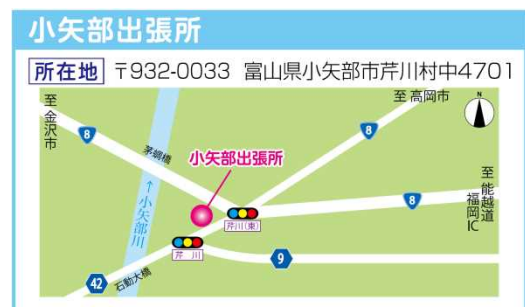 小矢部出張所
所在地 〒932-0033 富山県小矢部市芹川村中4701
至 金沢市
至 高岡市
N
8
8
茅蜩橋
小矢部出張所
至 能越道
福岡IC
8
↑小矢部川
芹川(東)
芹川
9
42
石動大橋